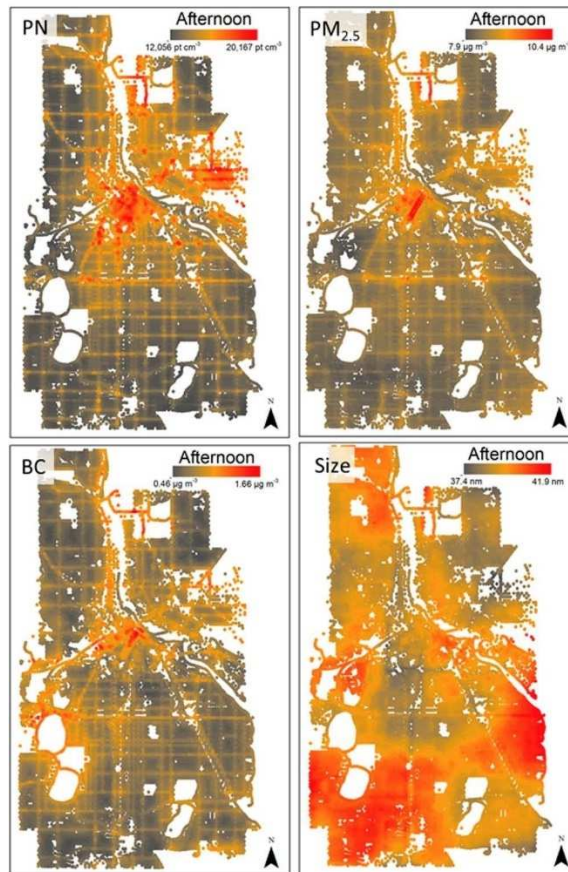 PN
Afternoon
12,056 pt cm⁻³ 20,167 pt cm⁻³
N
PM₂.₅
Afternoon
7.9 µg m⁻³ 10.4 µg m⁻³
N
BC
Afternoon
0.46 µg m⁻³ 1.66 µg m⁻³
N
Size
Afternoon
37.4 nm 41.9 nm
N